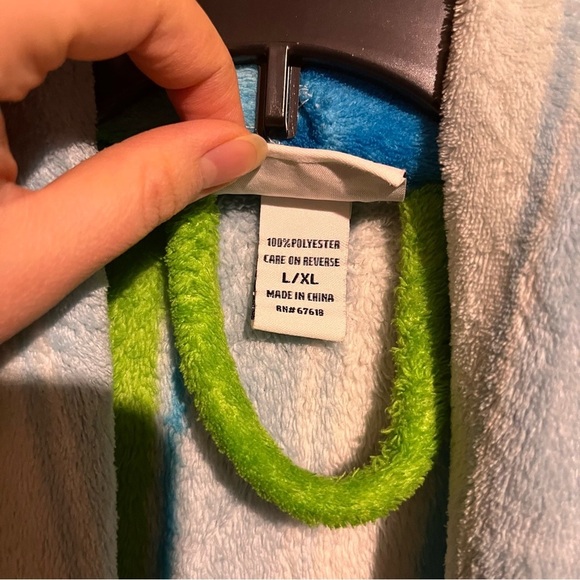 100%POLYESTER
CARE ON REVERSE
L/XL
MADE IN CHINA
RN#67618